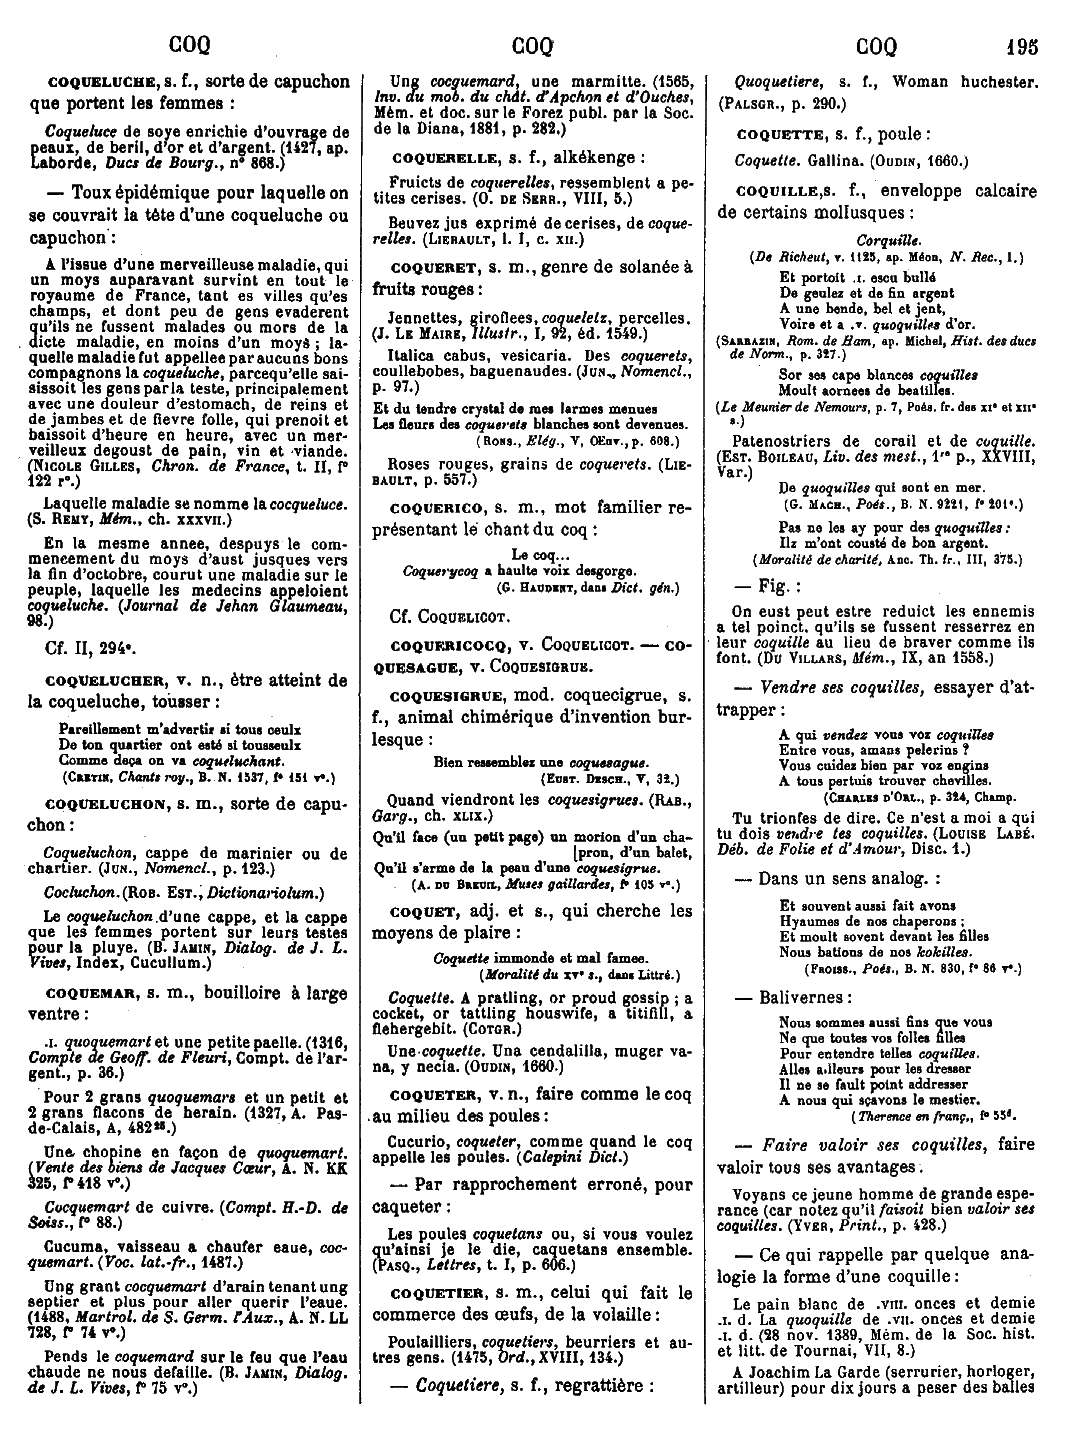 COQ COQ COQ 195
COQUELUCHE, s. f., sorte de capuchon
que portent les femmes :
Coqueluce de soye enrichie d'ouvrage de
peaux, de beril, d'or et d'argent. (1427, ap.
Laborde, Ducs de Bourg., n° 868.)
— Toux épidémique pour laquelle on
se couvrait la tête d'une coqueluche ou
capuchon :
A l'issue d'une merveilleuse maladie, qui
un moys auparavant survint en tout le
royaume de France, tant es villes qu'es
champs, et dont peu de gens evaderent
qu'ils ne fussent malades ou mors de la
dicte maladie, en moins d'un moys ; la-
quelle maladie fut appellee par aucuns bons
compagnons la coqueluche, parcequ'elle sai-
sissoit les gens par la teste, principalement
avec une douleur d'estomach, de reins et
de jambes et de fievre folle, qui prenoit et
baissoit d'heure en heure, avec un mer-
veilleux degoust de pain, vin et viande.
(NICOLE GILLES, Chron. de France, t. II, f°
122 r°.)
Laquelle maladie se nomme la cocqueluce.
(S. REMY, Mém., ch. XXXVII.)
En la mesme annee, despuys le com-
mencement du moys d'aust jusques vers
la fin d'octobre, courut une maladie sur le
peuple, laquelle les medecins appeloient
coqueluche. (Journal de Jehan Glaumeau,
98.)
Cf. II, 294ᵃ.
COQUELUCHER, v. n., être atteint de
la coqueluche, tousser :
Pareillement m'advertis si tous ceulx
De ton quartier ont esté si tousseulx
Comme deça on va coqueluchant.
(CRETIN, Chants roy., B. N. 1537, f° 151 v°.)
COQUELUCHON, s. m., sorte de capu-
chon :
Coqueluchon, cappe de marinier ou de
chartier. (JUN., Nomencl., p. 123.)
Cocluchon. (ROB. EST., Dictionariolum.)
Le coqueluchon d'une cappe, et la cappe
que les femmes portent sur leurs testes
pour la pluye. (B. JAMIN, Dialog. de J. L.
Vives, Index, Cucullum.)
COQUEMAR, s. m., bouilloire à large
ventre :
.I. quoquemart et une petite paelle. (1316,
Compte de Geoff. de Fleuri, Compt. de l'ar-
gent., p. 36.)
Pour 2 grans quoquemars et un petit et
2 grans flacons de herain. (1327, A. Pas-
de-Calais, A, 482²⁸.)
Une chopine en façon de quoquemart.
(Vente des biens de Jacques Cœur, A. N. KK
325, f° 418 v°.)
Cocquemart de cuivre. (Compt. H.-D. de
Soiss., f° 88.)
Cucuma, vaisseau a chaufer eaue, coc-
quemart. (Voc. lat.-fr., 1487.)
Ung grant cocquemart d'arain tenant ung
septier et plus pour aller querir l'eaue.
(1488, Martrol. de S. Germ. l'Aux., A. N. LL
728, f° 74 v°.)
Pends le coquemard sur le feu que l'eau
chaude ne nous defaille. (B. JAMIN, Dialog.
de J. L. Vives, f° 75 v°.)
Ung cocquemard, une marmitte. (1565,
Inv. du mob. du chât. d'Apchon et d'Ouches,
Mém. et doc. sur le Forez publ. par la Soc.
de la Diana, 1881, p. 282.)
COQUERELLE, s. f., alkékenge :
Fruicts de coquerelles, ressemblent a pe-
tites cerises. (O. DE SERR., VIII, 5.)
Beuvez jus exprimé de cerises, de coque-
relles. (LIEBAULT, l. I, c. XII.)
COQUERET, s. m., genre de solanée à
fruits rouges :
Jennettes, giroflees, coqueletz, percelles.
(J. LE MAIRE, Illustr., I, 92, éd. 1549.)
Italica cabus, vesicaria. Des coquerets,
coullebobes, baguenaudes. (JUN., Nomencl.,
p. 97.)
Et du tendre crystal de mes larmes menues
Les fleurs des coquerets blanches sont devenues.
(RONS., Elég., V, Œuv., p. 608.)
Roses rouges, grains de coquerets. (LIE-
BAULT, p. 557.)
COQUERICO, s. m., mot familier re-
présentant le chant du coq :
Le coq...
Coquerycoq a haulte voix desgorge.
(G. HAUDENT, dans Dict. gén.)
Cf. COQUELICOT.
COQUERICOCQ, v. COQUELICOT. — CO-
QUESAGUE, v. COQUESIGRUE.
COQUESIGRUE, mod. coquecigrue, s.
f., animal chimérique d'invention bur-
lesque :
Bien ressemblez une coquesague.
(EUST. DESCH., V, 32.)
Quand viendront les coquesigrues. (RAB.,
Garg., ch. XLIX.)
Qu'il face (un petit page) un morion d'un cha-
[pron, d'un balet,
Qu'il s'arme de la peau d'une coquesigrue.
(A. DU BREUIL, Muses gaillardes, f° 105 v°.)
COQUET, adj. et s., qui cherche les
moyens de plaire :
Coquette immonde et mal famee.
(Moralité du XVᵉ s., dans Littré.)
Coquette. A pratling, or proud gossip ; a
cocket, or tattling houswife, a titifill, a
flehergebit. (COTGR.)
Une coquette. Una cendalilla, muger va-
na, y necia. (OUDIN, 1660.)
COQUETER, v. n., faire comme le coq
au milieu des poules :
Cucurio, coqueter, comme quand le coq
appelle les poules. (Calepini Dict.)
— Par rapprochement erroné, pour
caqueter :
Les poules coquetans ou, si vous voulez
qu'ainsi je le die, caquetans ensemble.
(PASQ., Lettres, t. I, p. 606.)
COQUETIER, s. m., celui qui fait le
commerce des œufs, de la volaille :
Poulailliers, coquetiers, beurriers et au-
tres gens. (1475, Ord., XVIII, 134.)
— Coquetiere, s. f., regrattière :
Quoquetiere, s. f., Woman huchester.
(PALSGR., p. 290.)
COQUETTE, s. f., poule :
Coquette. Gallina. (OUDIN, 1660.)
COQUILLE, s. f., enveloppe calcaire
de certains mollusques :
Corquille.
(De Richeut, v. 1125, ap. Méon, N. Rec., I.)
Et portoit .I. escu bullé
De geulez et de fin argent
A une bende, bel et jent,
Voire et a .V. quoquilles d'or.
(SARRAZIN, Rom. de Ham, ap. Michel, Hist. des ducs
de Norm., p. 327.)
Sor ses cape blances coquilles
Moult aornees de beatilles.
(Le Meunier de Nemours, p. 7, Poés. fr. des XIᵉ et XIIᵉ
s.)
Patenostriers de corail et de coquille.
(EST. BOILEAU, Liv. des mest., 1ʳᵉ p., XXVIII,
Var.)
De quoquilles qui sont en mer.
(G. MACH., Poés., B. N. 9221, f° 201ᵉ.)
Pas ne les ay pour des quoquilles :
Ilz m'ont cousté de bon argent.
(Moralité de charité, Anc. Th. fr., III, 375.)
— Fig. :
On eust peut estre reduict les ennemis
a tel poinct, qu'ils se fussent resserrez en
leur coquille au lieu de braver comme ils
font. (DU VILLARS, Mém., IX, an 1558.)
— Vendre ses coquilles, essayer d'at-
trapper :
A qui vendez vous voz coquilles
Entre vous, amans pelerins ?
Vous cuidez bien par voz engins
A tous pertuis trouver chevilles.
(CHARLES D'ORL., p. 324, Champ.
Tu trionfes de dire. Ce n'est a moi a qui
tu dois vendre tes coquilles. (LOUISE LABÉ.
Déb. de Folie et d'Amour, Disc. 1.)
— Dans un sens analog. :
Et souvent aussi fait avons
Hyaumes de nos chaperons ;
Et moult sovent devant les filles
Nous bations de nos kokilles.
(FROISS., Poés., B. N. 830, f° 86 v°.)
— Balivernes :
Nous sommes aussi fins que vous
Ne que toutes vos folles filles
Pour entendre telles coquilles.
Alles ailleurs pour les dresser
Il ne se fault point addresser
A nous qui sçavons le mestier.
(Therence en franç., f° 55ᵈ.
— Faire valoir ses coquilles, faire
valoir tous ses avantages.
Voyans ce jeune homme de grande espe-
rance (car notez qu'il faisoit bien valoir ses
coquilles. (YVER, Print., p. 428.)
— Ce qui rappelle par quelque ana-
logie la forme d'une coquille :
Le pain blanc de .VIII. onces et demie
.I. d. La quoquille de .VII. onces et demie
.I. d. (28 nov. 1389, Mém. de la Soc. hist.
et litt. de Tournai, VII, 8.)
A Joachim La Garde (serrurier, horloger,
artilleur) pour dix jours a peser des balles